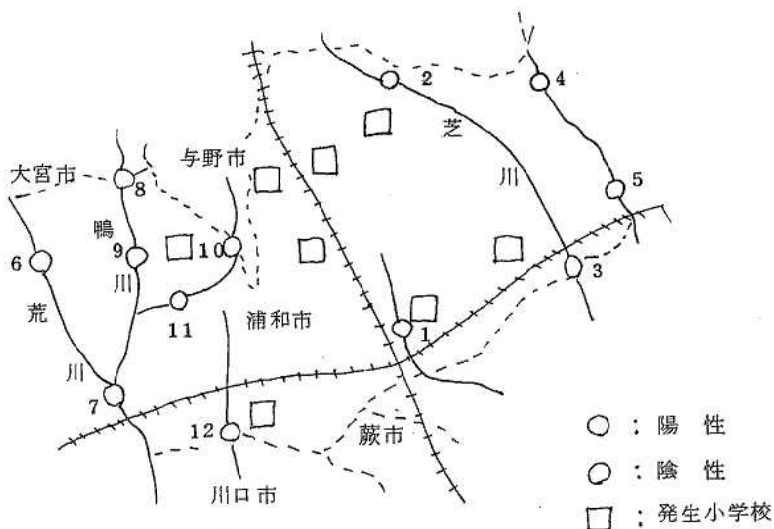 2
4
芝
与野市
大宮市
川
8
5
鴨
6
9
10
3
川
荒
11
浦和市
1
川
7
12
蕨市
川口市
○ : 陽 性
○ : 陰 性
□ : 発生小学校